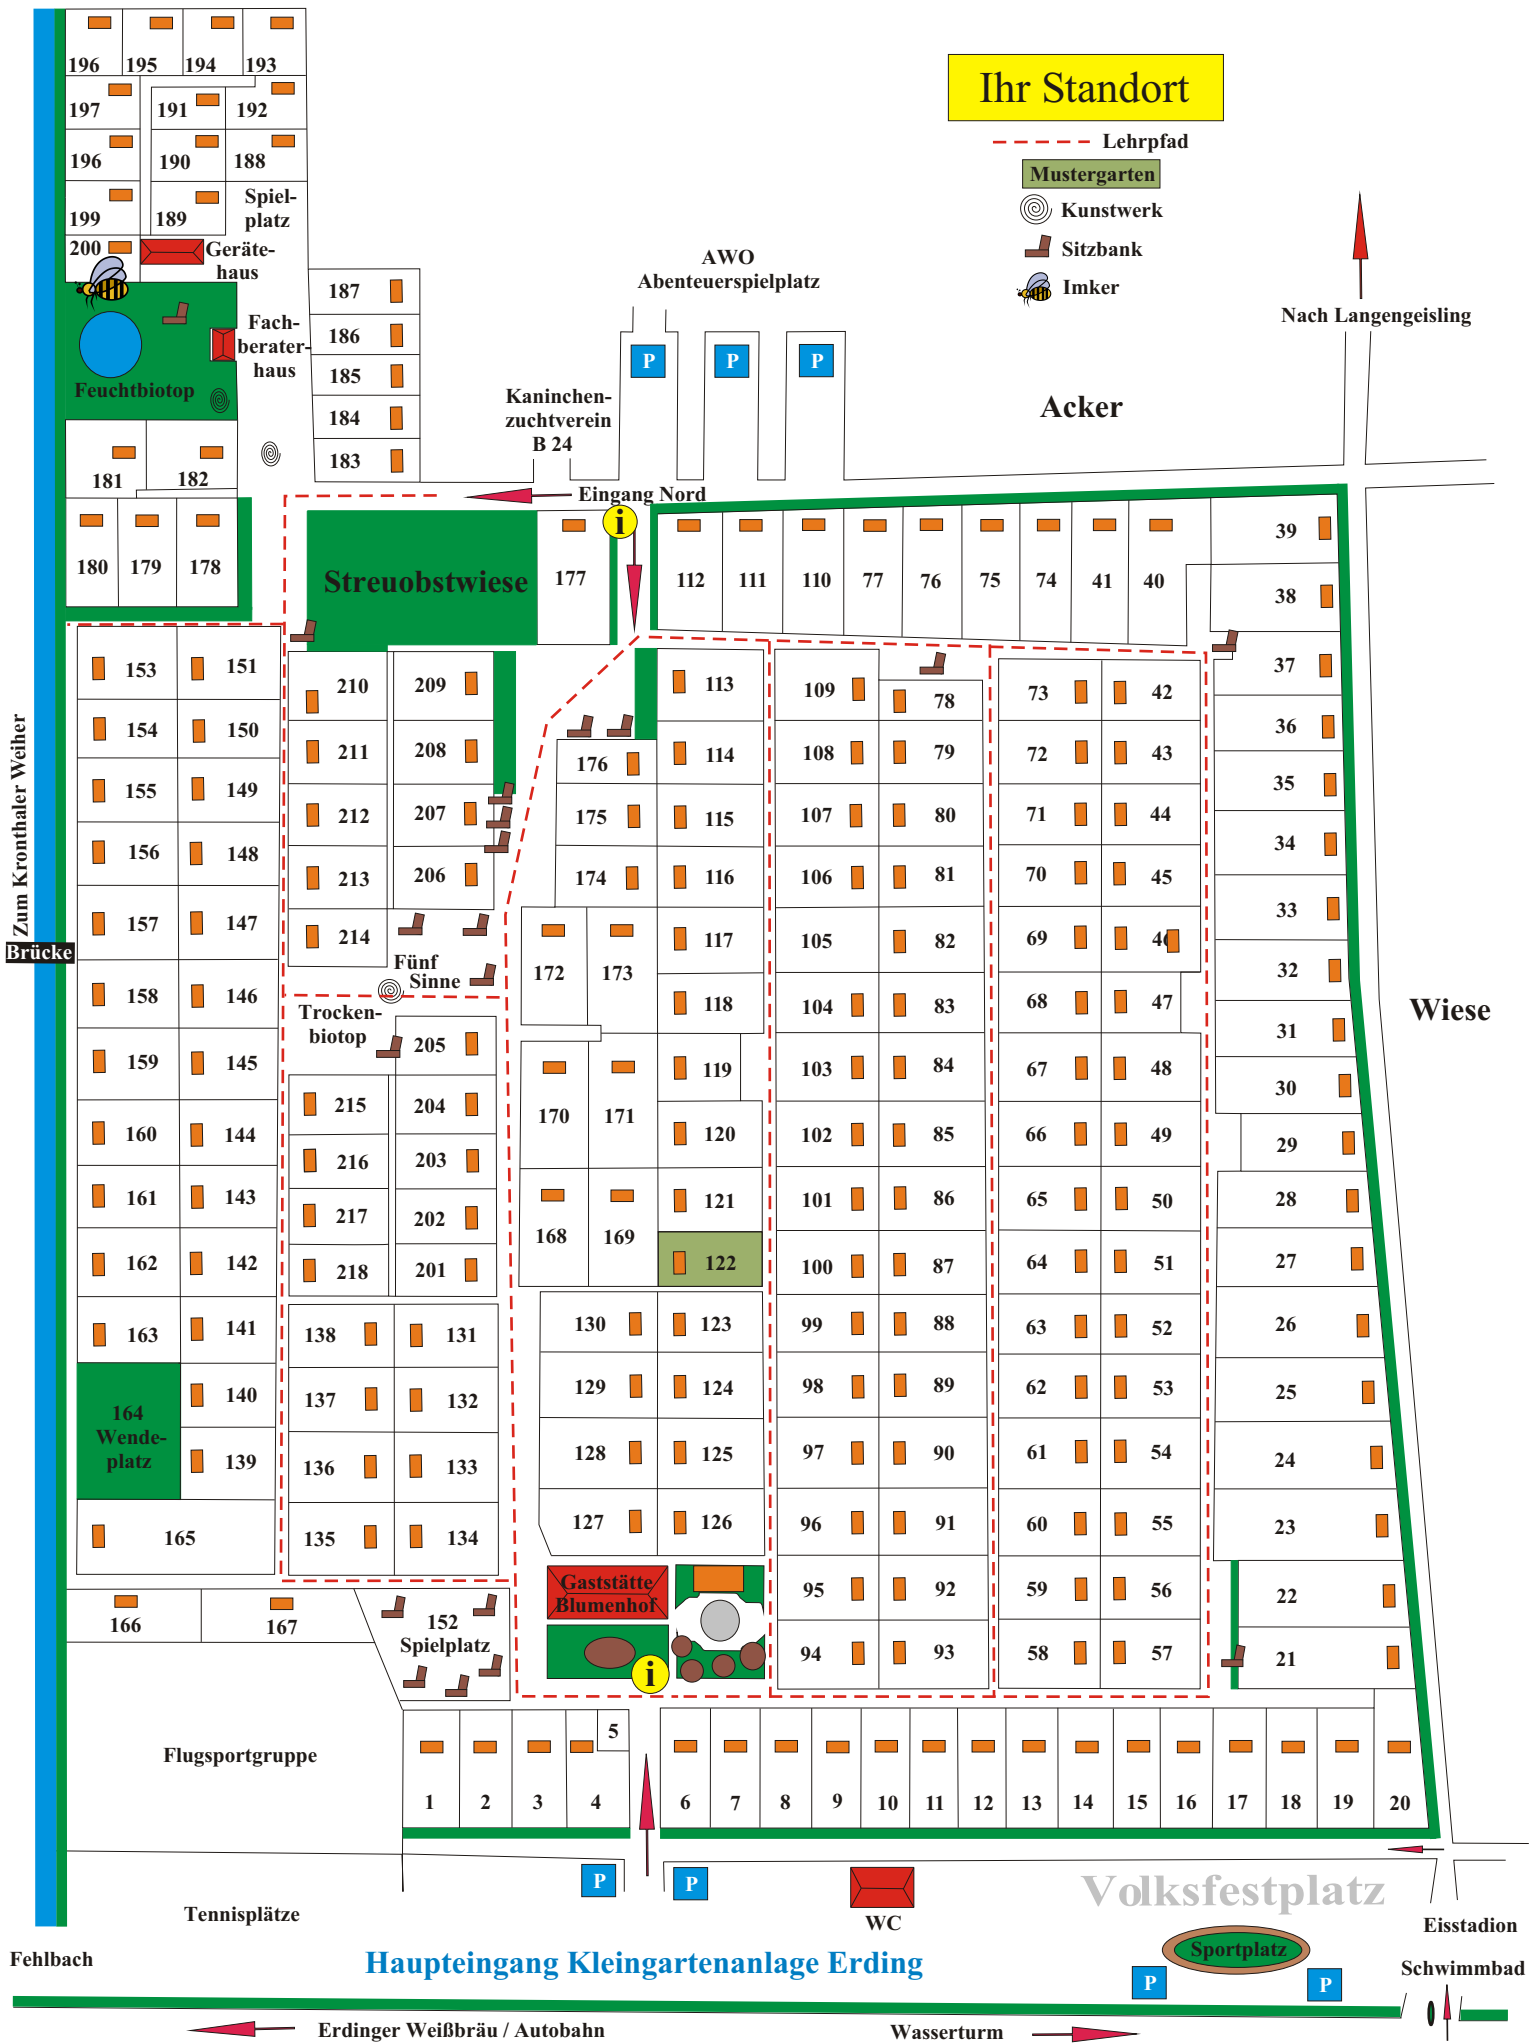 196 195 194 193
197 191 192
196 190 188
199 189 Spiel-
platz
200 Geräte-
haus
Ihr Standort
Lehrpfad
Mustergarten
Kunstwerk
Sitzbank
Imker
AWO
Abenteuerspielplatz
Nach Langengeisling
187
186
185
184
183
Fach-
berater-
haus
Feuchtbiotop
P P P
Kaninchen-
zuchtverein
B 24
Acker
181 182
Eingang Nord
i
180 179 178
Streuobstwiese
177
112 111 110 77 76 75 74 41 40
39
38
37
36
35
34
33
32
31
30
29
28
27
26
25
24
23
22
21
Wiese
Zum Kronthaler Weiher
Brücke
153 151
154 150
155 149
156 148
157 147
158 146
159 145
160 144
161 143
162 142
163 141
140
164
Wende-
platz
139
165
166 167
210 209
211 208
212 207
213 206
214
Fünf
Sinne
Trocken-
biotop
205
215 204
216 203
217 202
218 201
138 131
137 132
136 133
135 134
152
Spielplatz
113
176 114
175 115
174 116
172 173 117
118
119
170 171 120
121
168 169 122
130 123
129 124
128 125
127 126
Gaststätte
Blumenhof
i
109 78
108 79
107 80
106 81
105 82
104 83
103 84
102 85
101 86
100 87
99 88
98 89
97 90
96 91
95 92
94 93
73 42
72 43
71 44
70 45
69 46
68 47
67 48
66 49
65 50
64 51
63 52
62 53
61 54
60 55
59 56
58 57
Flugsportgruppe
5
1 2 3 4 6 7 8 9 10 11 12 13 14 15 16 17 18 19 20
P P
WC
Volksfestplatz
Tennisplätze
Eisstadion
Fehlbach
Haupteingang Kleingartenanlage Erding
Sportplatz
P P
Schwimmbad
Erdinger Weißbräu / Autobahn
Wasserturm